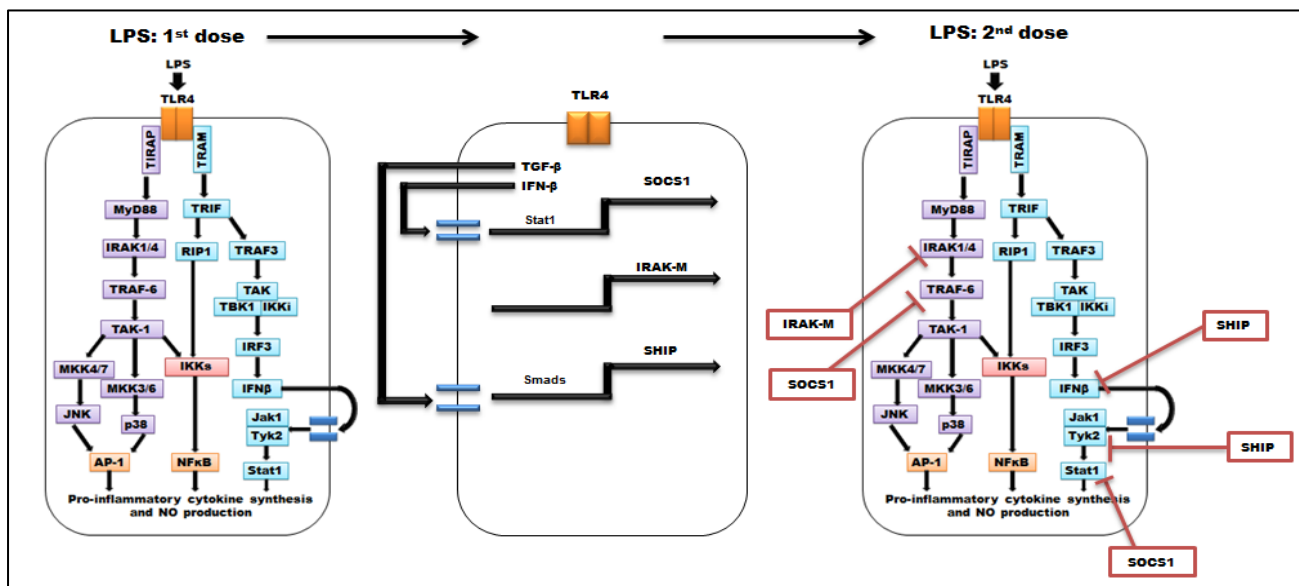 LPS: 1st dose
LPS: 2nd dose
LPS
TLR4
TIRAP
TRAM
MyD88
TRIF
IRAK1/4
RIP1
TRAF3
TRAF-6
TAK
TBK1
IKKi
TAK-1
IRF3
MKK4/7
IKKs
MKK3/6
IFNβ
JNK
p38
Jak1
Tyk2
AP-1
NFκB
Stat1
Pro-inflammatory cytokine synthesis
and NO production
TLR4
TGF-β
IFN-β
SOCS1
Stat1
IRAK-M
SHIP
Smads
LPS
TLR4
TIRAP
TRAM
MyD88
TRIF
IRAK1/4
RIP1
TRAF3
TRAF-6
TAK
TBK1
IKKi
IRAK-M
TAK-1
IRF3
SHIP
MKK4/7
IKKs
SOCS1
MKK3/6
IFNβ
JNK
p38
Jak1
Tyk2
SHIP
AP-1
NFκB
Stat1
Pro-inflammatory cytokine synthesis
and NO production
SOCS1